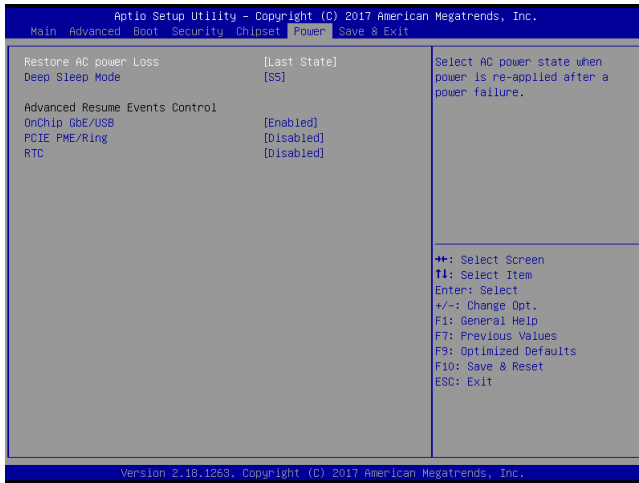 Aptio Setup Utility – Copyright (C) 2017 American Megatrends, Inc.
Main Advanced Boot Security Chipset Power Save & Exit
Restore AC power Loss [Last State]
Deep Sleep Mode [S5]
Advanced Resume Events Control
OnChip GbE/USB [Enabled]
PCIE PME/Ring [Disabled]
RTC [Disabled]
Select AC power state when
power is re-applied after a
power failure.
→←: Select Screen
↑↓: Select Item
Enter: Select
+/-: Change Opt.
F1: General Help
F7: Previous Values
F9: Optimized Defaults
F10: Save & Reset
ESC: Exit
Version 2.18.1263. Copyright (C) 2017 American Megatrends, Inc.